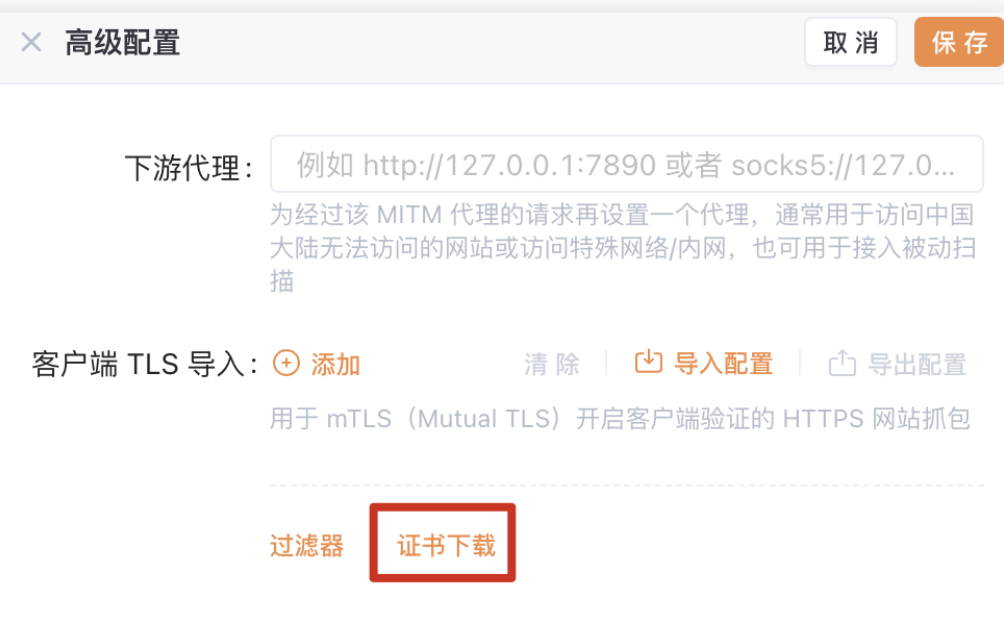 高级配置
取 消
保 存
下游代理：
例如 http://127.0.0.1:7890 或者 socks5://127.0...
为经过该 MITM 代理的请求再设置一个代理，通常用于访问中国
大陆无法访问的网站或访问特殊网络/内网，也可用于接入被动扫
描
客户端 TLS 导入：
添加
清 除
导入配置
导出配置
用于 mTLS（Mutual TLS）开启客户端验证的 HTTPS 网站抓包
过滤器
证书下载